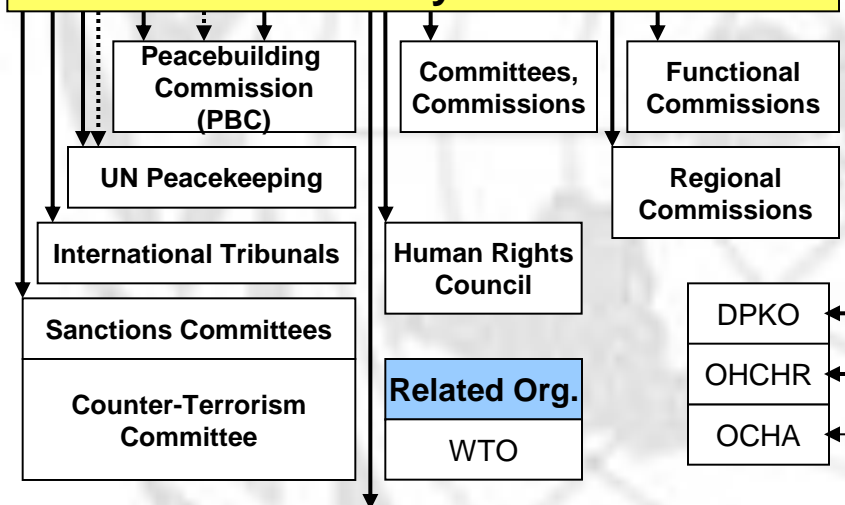 Peacebuilding
Commission
(PBC)
Committees,
Commissions
Functional
Commissions
UN Peacekeeping
Regional
Commissions
International Tribunals
Human Rights
Council
Sanctions Committees
Counter-Terrorism
Committee
Related Org.
WTO
DPKO
OHCHR
OCHA